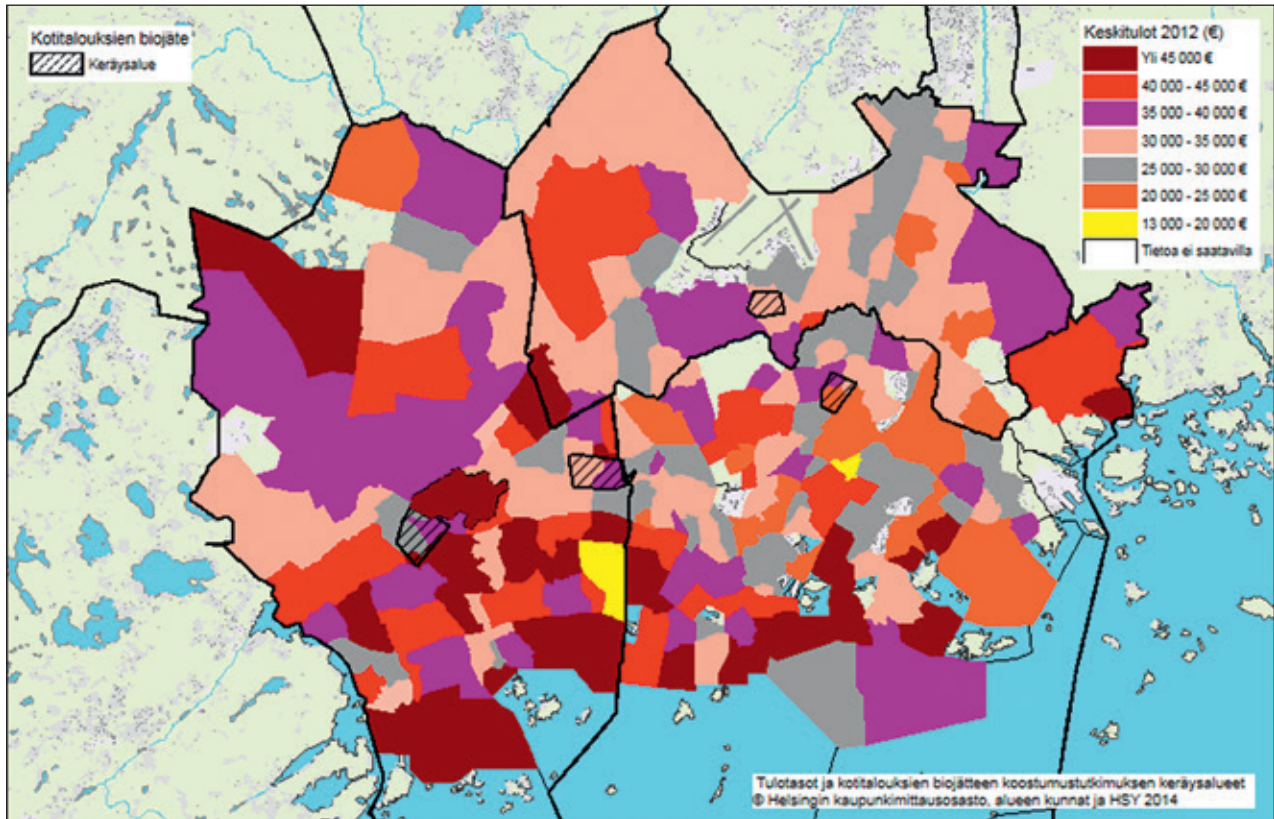 Kotitalouksien biojäte
Keräysalue
Keskitulot 2012 (€)
Yli 45 000 €
40 000 - 45 000 €
35 000 - 40 000 €
30 000 - 35 000 €
25 000 - 30 000 €
20 000 - 25 000 €
13 000 - 20 000 €
Tietoa ei saatavilla
Tulotasot ja kotitalouksien biojätteen koostumustutkimuksen keräysalueet
© Helsingin kaupunkimittausosasto, alueen kunnat ja HSY 2014